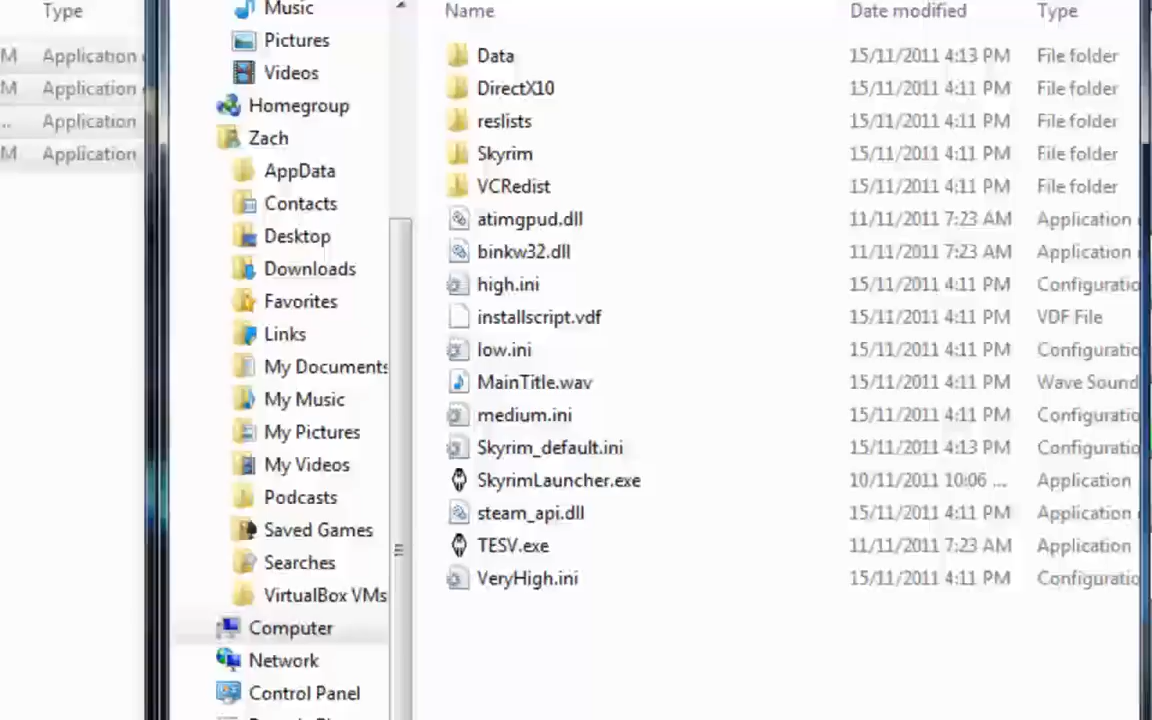 Type
M Application
M Application
.. Application
M Application
Music
Pictures
Videos
Homegroup
Zach
AppData
Contacts
Desktop
Downloads
Favorites
Links
My Documents
My Music
My Pictures
My Videos
Podcasts
Saved Games
Searches
VirtualBox VMs
Computer
Network
Control Panel
Name Date modified Type
Data 15/11/2011 4:13 PM File folder
DirectX10 15/11/2011 4:11 PM File folder
reslists 15/11/2011 4:11 PM File folder
Skyrim 15/11/2011 4:11 PM File folder
VCRedist 15/11/2011 4:11 PM File folder
atimgpud.dll 11/11/2011 7:23 AM Application
binkw32.dll 11/11/2011 7:23 AM Application
high.ini 15/11/2011 4:11 PM Configuratio
installscript.vdf 15/11/2011 4:11 PM VDF File
low.ini 15/11/2011 4:11 PM Configuratio
MainTitle.wav 15/11/2011 4:11 PM Wave Sound
medium.ini 15/11/2011 4:11 PM Configuratio
Skyrim_default.ini 15/11/2011 4:13 PM Configuratio
SkyrimLauncher.exe 10/11/2011 10:06 ... Application
steam_api.dll 15/11/2011 4:11 PM Application
TESV.exe 11/11/2011 7:23 AM Application
VeryHigh.ini 15/11/2011 4:11 PM Configuratio